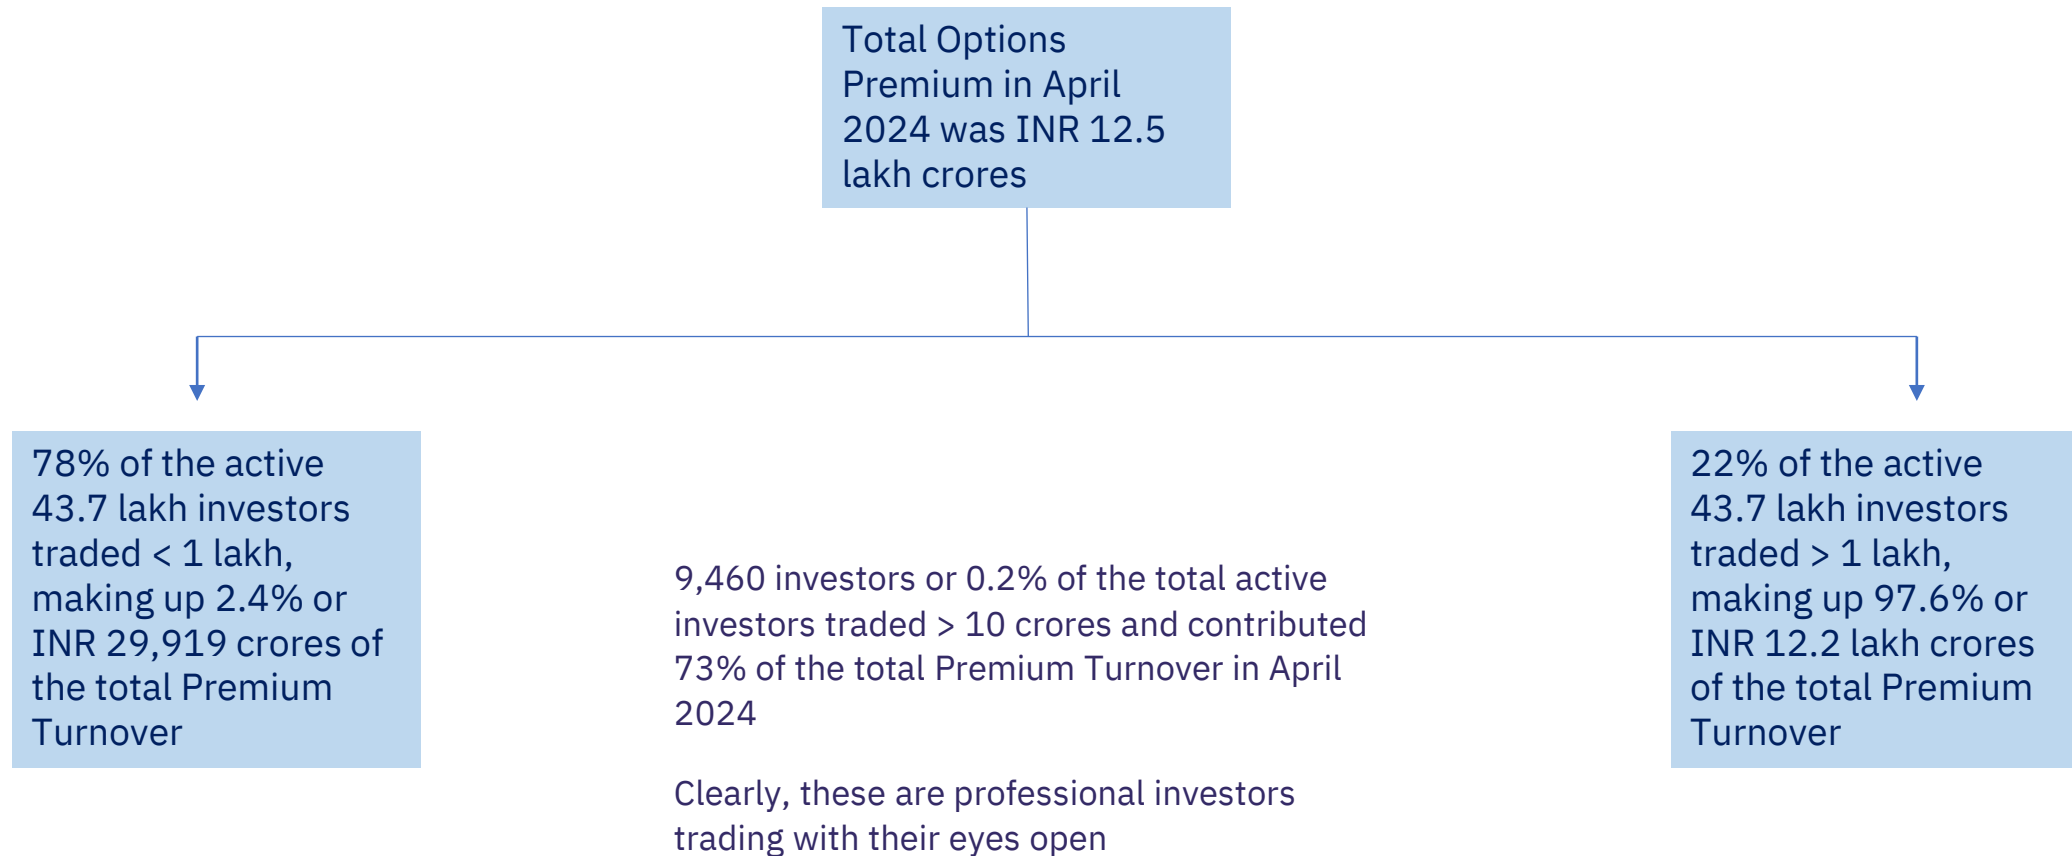 Total Options
Premium in April
2024 was INR 12.5
lakh crores
78% of the active
43.7 lakh investors
traded < 1 lakh,
making up 2.4% or
INR 29,919 crores of
the total Premium
Turnover
9,460 investors or 0.2% of the total active
investors traded > 10 crores and contributed
73% of the total Premium Turnover in April
2024
Clearly, these are professional investors
trading with their eyes open
22% of the active
43.7 lakh investors
traded > 1 lakh,
making up 97.6% or
INR 12.2 lakh crores
of the total Premium
Turnover